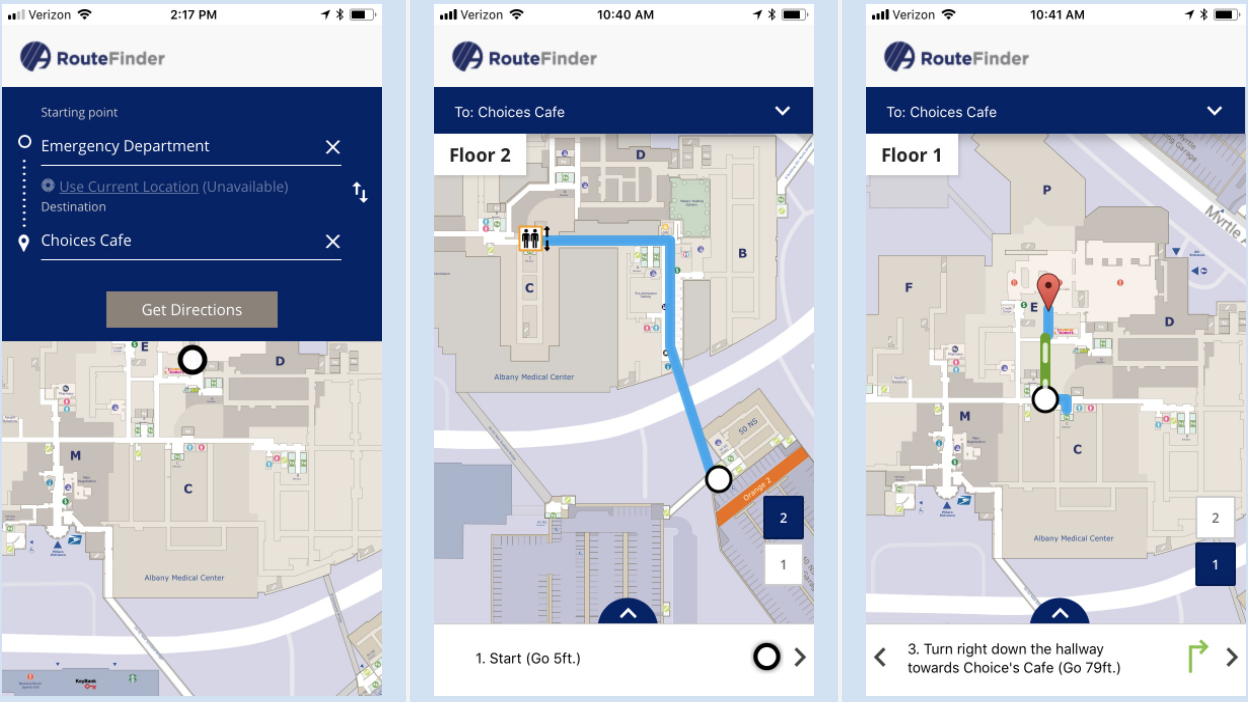 Verizon
2:17 PM
RouteFinder
Starting point
Emergency Department
Use Current Location (Unavailable)
Destination
Choices Cafe
Get Directions
E
D
M
C
Albany Medical Center
KeyBank
Verizon
10:40 AM
RouteFinder
To: Choices Cafe
Floor 2
D
B
C
Albany Medical Center
50 NS
Orange 2
2
1
1. Start (Go 5ft.)
Verizon
10:41 AM
RouteFinder
To: Choices Cafe
Floor 1
P
Myrtle
F
E
D
M
C
Albany Medical Center
2
1
3. Turn right down the hallway
towards Choice's Cafe (Go 79ft.)